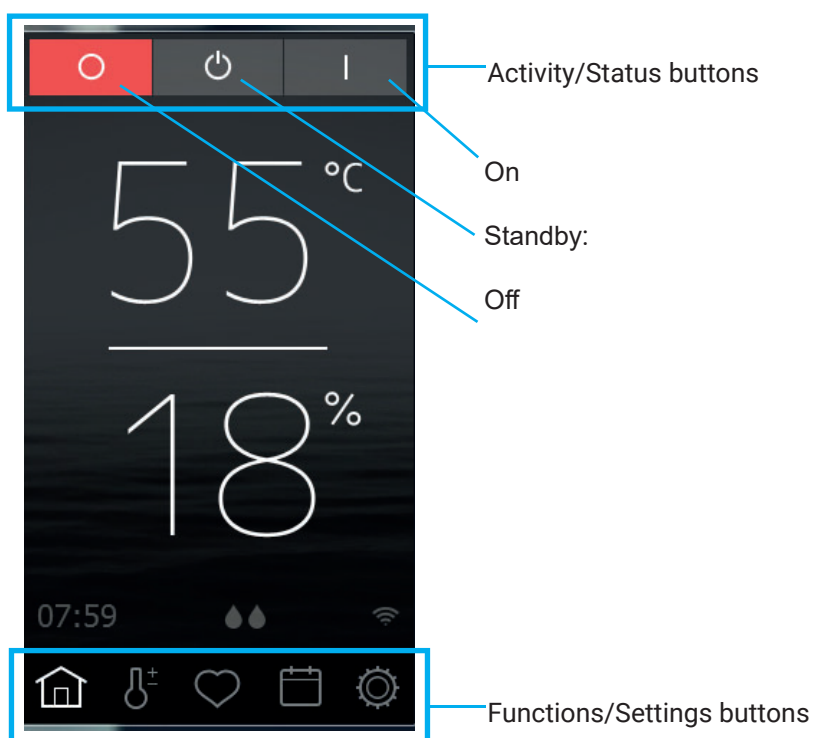 Activity/Status buttons
55 °C
On
Standby:
Off
18 %
07:59
Functions/Settings buttons